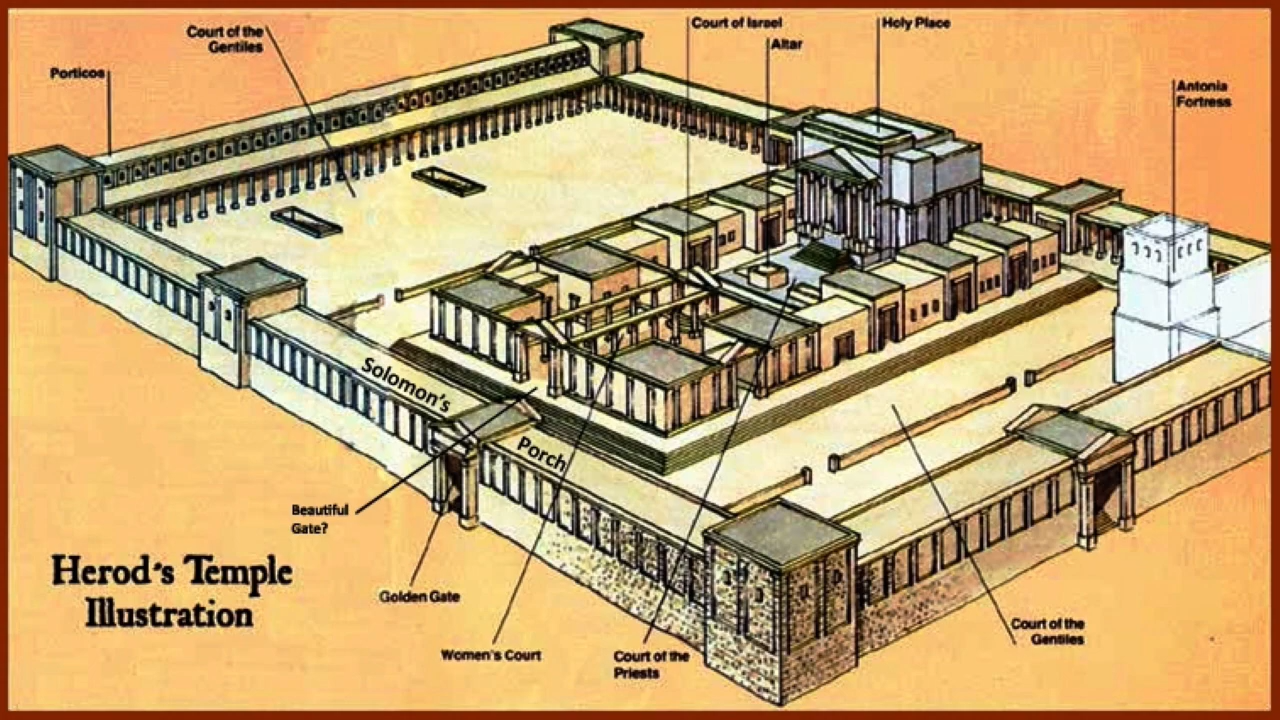 Court of the
Gentiles
Court of Israel
Holy Place
Altar
Porticos
Antonia
Fortress
Solomon's
Porch
Beautiful
Gate?
Herod's Temple
Illustration
Golden Gate
Women's Court
Court of the
Priests
Court of the
Gentiles